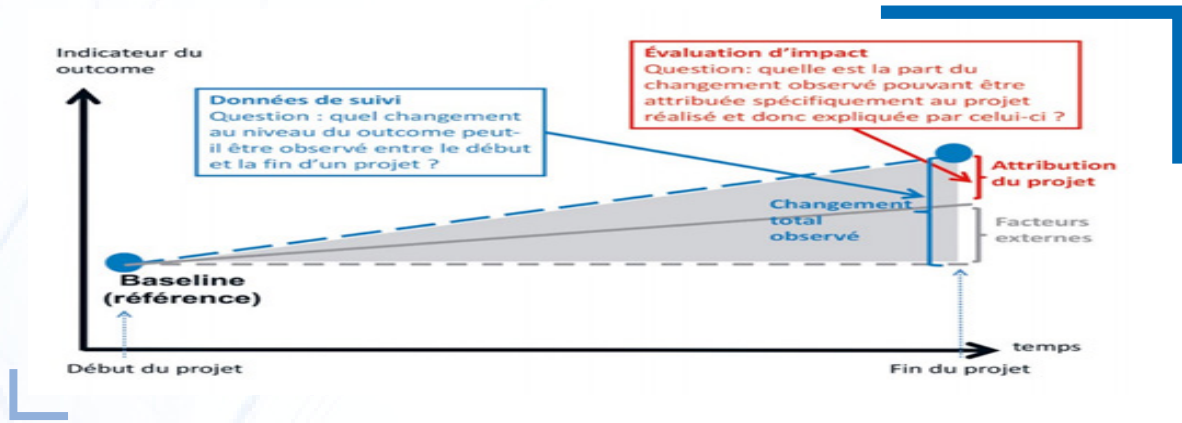 Indicateur du
outcome
Données de suivi
Question : quel changement
au niveau du outcome peut-
il être observé entre le début
et la fin d'un projet ?
Évaluation d'impact
Question: quelle est la part du
changement observé pouvant être
attribuée spécifiquement au projet
réalisé et donc expliquée par celui-ci ?
Attribution
du projet
Changement
total
observé
Facteurs
externes
Baseline
(référence)
temps
Début du projet
Fin du projet